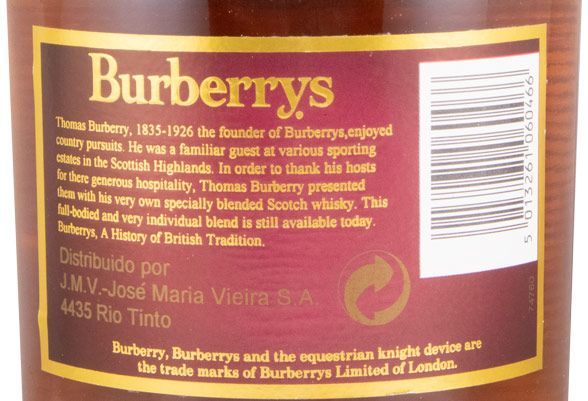 Burberrys
Thomas Burberry, 1835-1926 the founder of Burberrys,enjoyed
country pursuits. He was a familiar guest at various sporting
estates in the Scottish Highlands. In order to thank his hosts
for there generous hospitality, Thomas Burberry presented
them with his very own specially blended Scotch whisky. This
full-bodied and very individual blend is still available today.
Burberrys, A History of British Tradition.
Distribuido por
J.M.V.-José Maria Vieira S.A.
4435 Rio Tinto
5 013261 060466
74760
Burberry, Burberrys and the equestrian knight device are
the trade marks of Burberrys Limited of London.